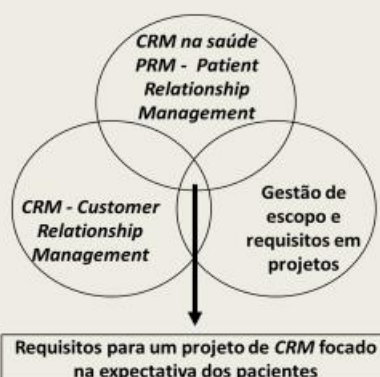 CRM na saúde
PRM - Patient
Relationship
Management
CRM - Customer
Relationship
Management
Gestão de
escopo e
requisitos em
projetos
Requisitos para um projeto de CRM focado
na expectativa dos pacientes